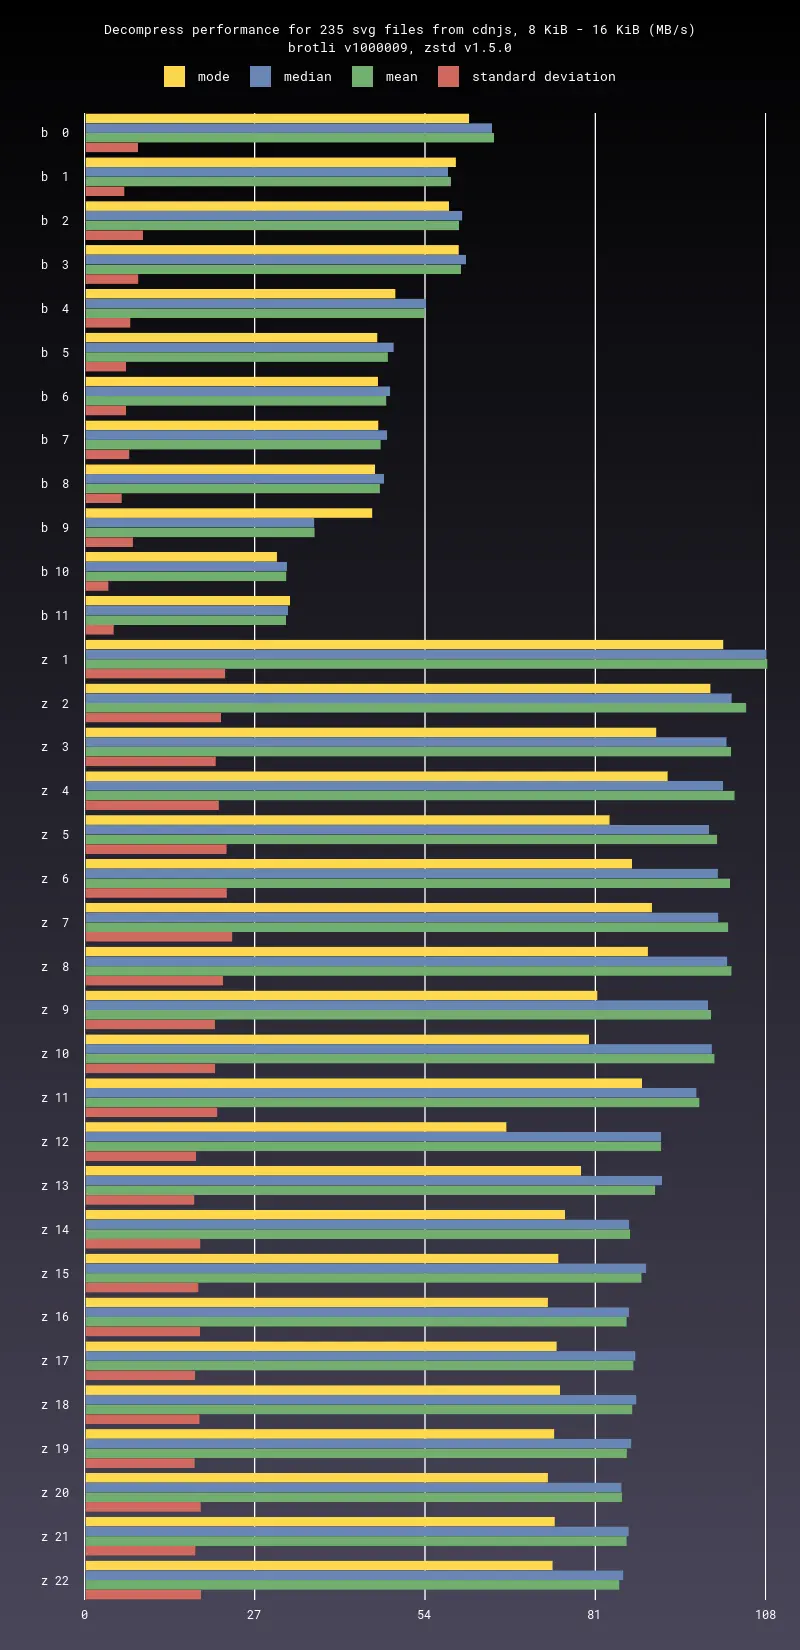 Decompress performance for 235 svg files from cdnjs, 8 KiB - 16 KiB (MB/s)
brotli v1000009, zstd v1.5.0
mode median mean standard deviation
b 0
b 1
b 2
b 3
b 4
b 5
b 6
b 7
b 8
b 9
b 10
b 11
z 1
z 2
z 3
z 4
z 5
z 6
z 7
z 8
z 9
z 10
z 11
z 12
z 13
z 14
z 15
z 16
z 17
z 18
z 19
z 20
z 21
z 22
0 27 54 81 108